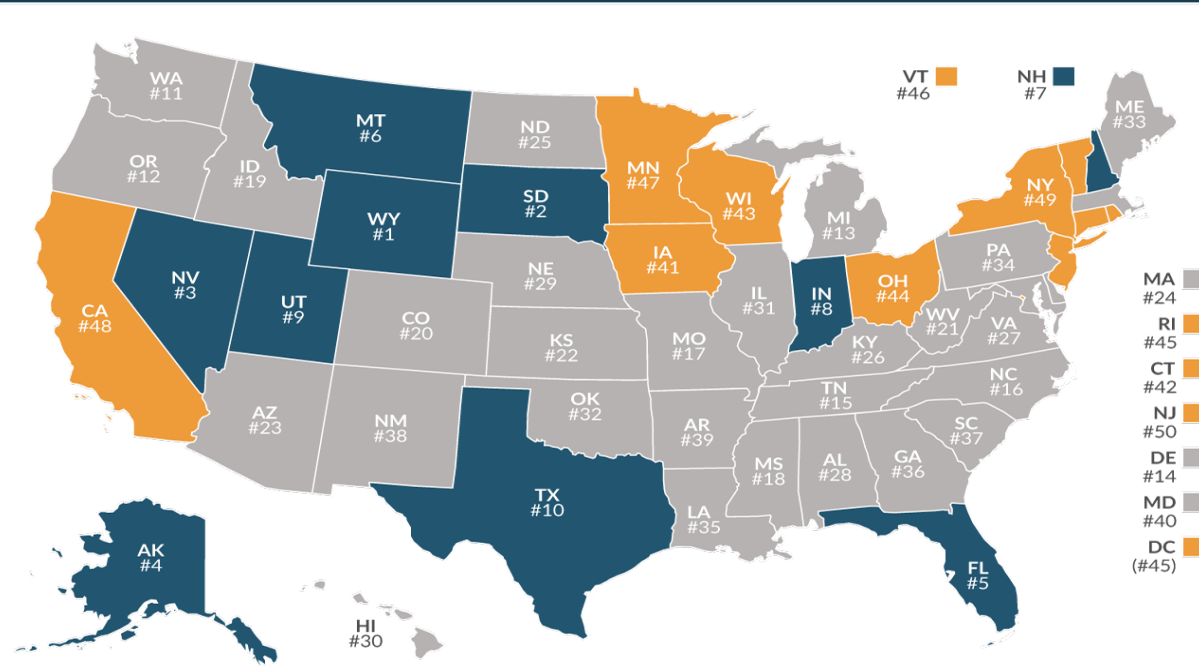 VT
#46
NH
#7
WA
#11
MT
#6
ND
#25
MN
#47
ME
#33
OR
#12
ID
#19
SD
#2
WI
#43
NY
#49
WY
#1
MI
#13
IA
#41
PA
#34
NV
#3
NE
#29
OH
#44
UT
#9
IL
#31
IN
#8
MA
#24
CA
#48
CO
#20
WV
#21
VA
#27
RI
#45
KS
#22
MO
#17
KY
#26
CT
#42
NC
#16
TN
#15
AZ
#23
NM
#38
OK
#32
AR
#39
SC
#37
NJ
#50
MS
#18
AL
#28
GA
#36
DE
#14
TX
#10
LA
#35
MD
#40
AK
#4
FL
#5
DC
(#45)
HI
#30